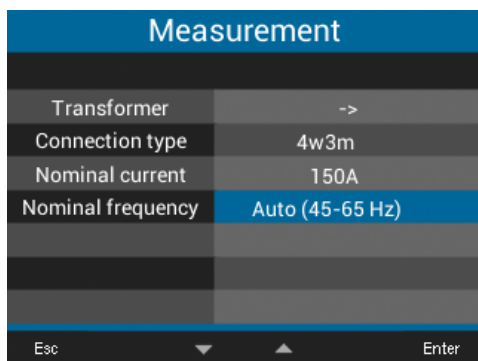 Measurement
Transformer ->
Connection type 4w3m
Nominal current 150A
Nominal frequency Auto (45-65 Hz)
Esc Enter